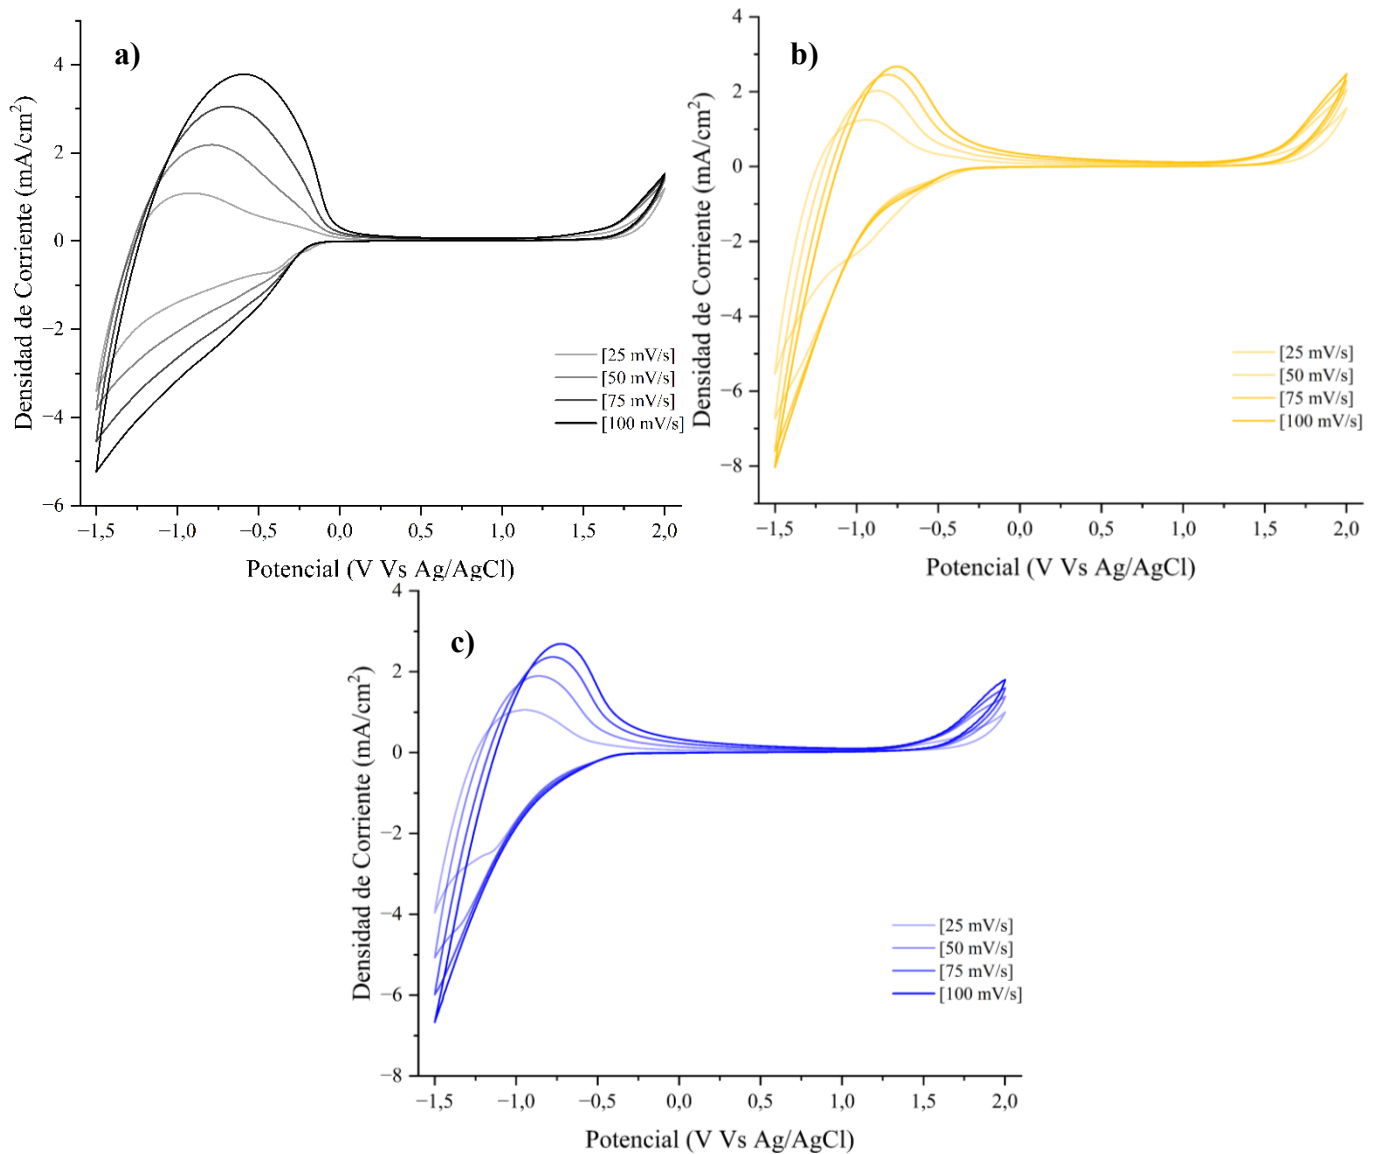 a)
Densidad de Corriente (mA/cm²)
4
2
0
−2
−4
−6
[25 mV/s]
[50 mV/s]
[75 mV/s]
[100 mV/s]
−1,5 −1,0 −0,5 0,0 0,5 1,0 1,5 2,0
Potencial (V Vs Ag/AgCl)
b)
Densidad de Corriente (mA/cm²)
4
2
0
−2
−4
−6
−8
[25 mV/s]
[50 mV/s]
[75 mV/s]
[100 mV/s]
−1,5 −1,0 −0,5 0,0 0,5 1,0 1,5 2,0
Potencial (V Vs Ag/AgCl)
c)
Densidad de Corriente (mA/cm²)
4
2
0
−2
−4
−6
−8
[25 mV/s]
[50 mV/s]
[75 mV/s]
[100 mV/s]
−1,5 −1,0 −0,5 0,0 0,5 1,0 1,5 2,0
Potencial (V Vs Ag/AgCl)